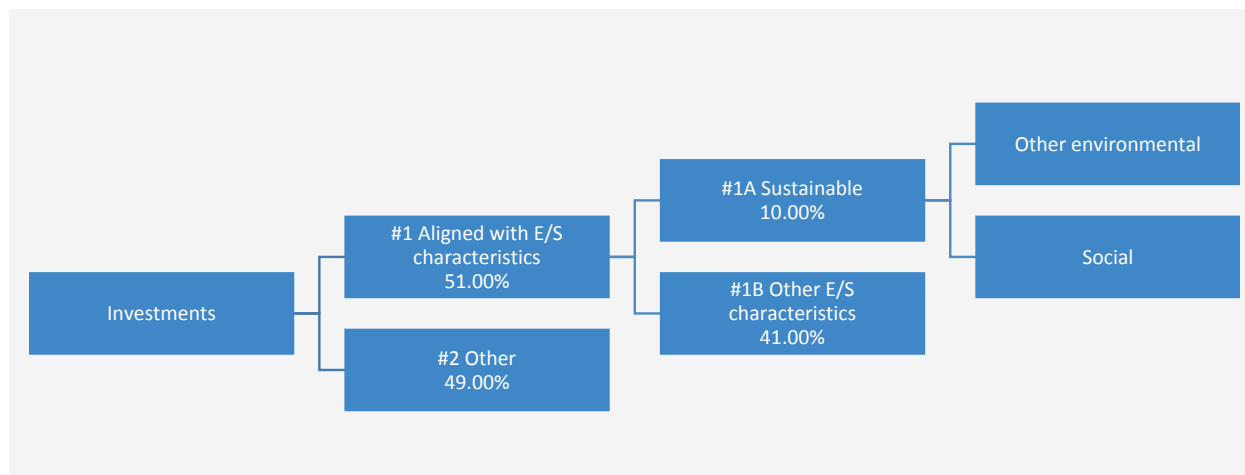 Investments
#1 Aligned with E/S
characteristics
51.00%
#2 Other
49.00%
#1A Sustainable
10.00%
#1B Other E/S
characteristics
41.00%
Other environmental
Social